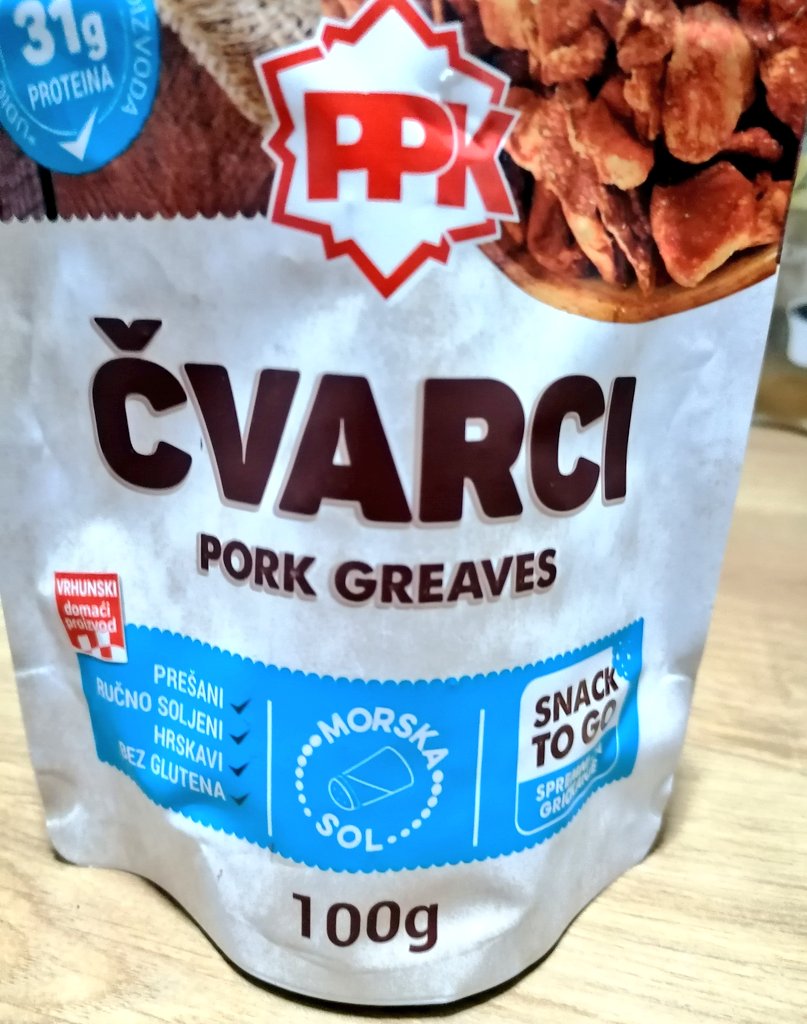 31g
PROTEINA
PPK
ČVARCI
PORK GREAVES
VRHUNSKI
domaći
proizvod
PREŠANI
RUČNO SOLJENI
HRSKAVI
BEZ GLUTENA
MORSKA
SOL
SNACK
TO GO
100g